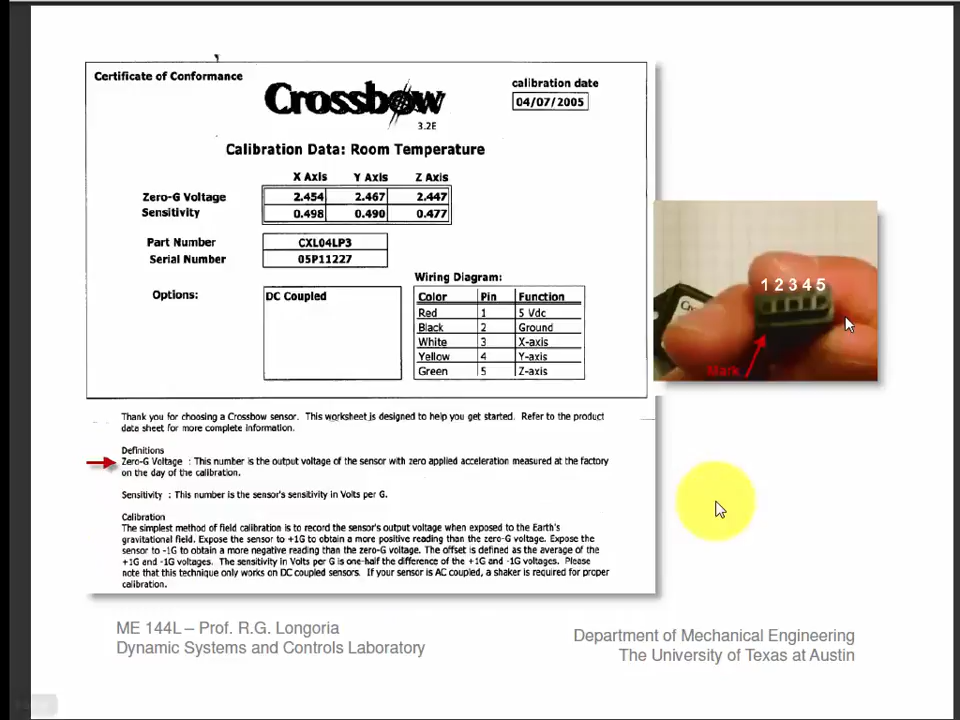 Certificate of Conformance
Crossbow
3.2E
calibration date
04/07/2005
Calibration Data: Room Temperature
X Axis Y Axis Z Axis
Zero-G Voltage 2.454 2.467 2.447
Sensitivity 0.498 0.490 0.477
Part Number CXL04LP3
Serial Number 05P11227
Options: DC Coupled
Wiring Diagram:
Color Pin Function
Red 1 5 Vdc
Black 2 Ground
White 3 X-axis
Yellow 4 Y-axis
Green 5 Z-axis
1 2 3 4 5
Mark
Thank you for choosing a Crossbow sensor. This worksheet is designed to help you get started. Refer to the product
data sheet for more complete information.
Definitions
Zero-G Voltage : This number is the output voltage of the sensor with zero applied acceleration measured at the factory
on the day of the calibration.
Sensitivity : This number is the sensor's sensitivity in Volts per G.
Calibration
The simplest method of field calibration is to record the sensor's output voltage when exposed to the Earth's
gravitational field. Expose the sensor to +1G to obtain a more positive reading than the zero-G voltage. Expose the
sensor to -1G to obtain a more negative reading than the zero-G voltage. The offset is defined as the average of the
+1G and -1G voltages. The sensitivity in Volts per G is one-half the difference of the +1G and -1G voltages. Please
note that this technique only works on DC coupled sensors. If your sensor is AC coupled, a shaker is required for proper
calibration.
ME 144L – Prof. R.G. Longoria
Dynamic Systems and Controls Laboratory
Department of Mechanical Engineering
The University of Texas at Austin